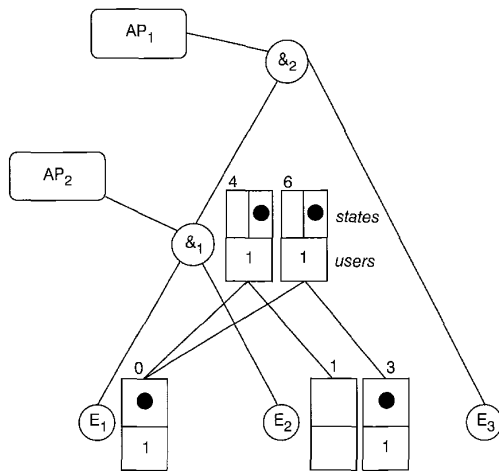 AP₁
&₂
AP₂
4 6
states
&₁
1 1
users
0 1 3
E₁ E₂ E₃
1 1